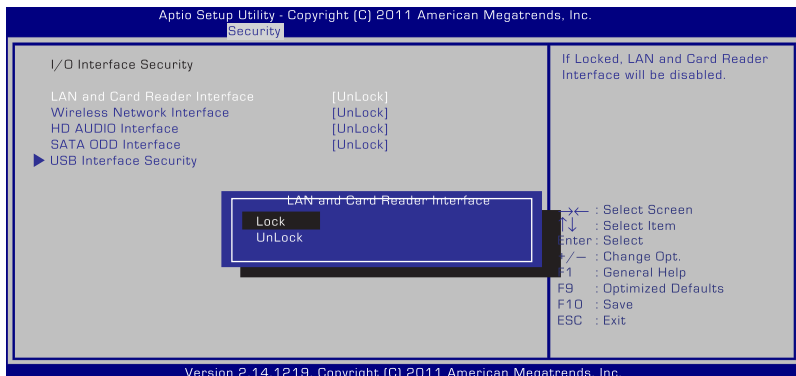 Aptio Setup Utility - Copyright (C) 2011 American Megatrends, Inc.
Security
I/O Interface Security
LAN and Card Reader Interface [UnLock]
Wireless Network Interface [UnLock]
HD AUDIO Interface [UnLock]
SATA ODD Interface [UnLock]
USB Interface Security
If Locked, LAN and Card Reader
Interface will be disabled.
LAN and Card Reader Interface
Lock
UnLock
→← : Select Screen
↑↓ : Select Item
Enter : Select
+/— : Change Opt.
F1 : General Help
F9 : Optimized Defaults
F10 : Save
ESC : Exit
Version 2.14.1219. Copyright (C) 2011 American Megatrends, Inc.